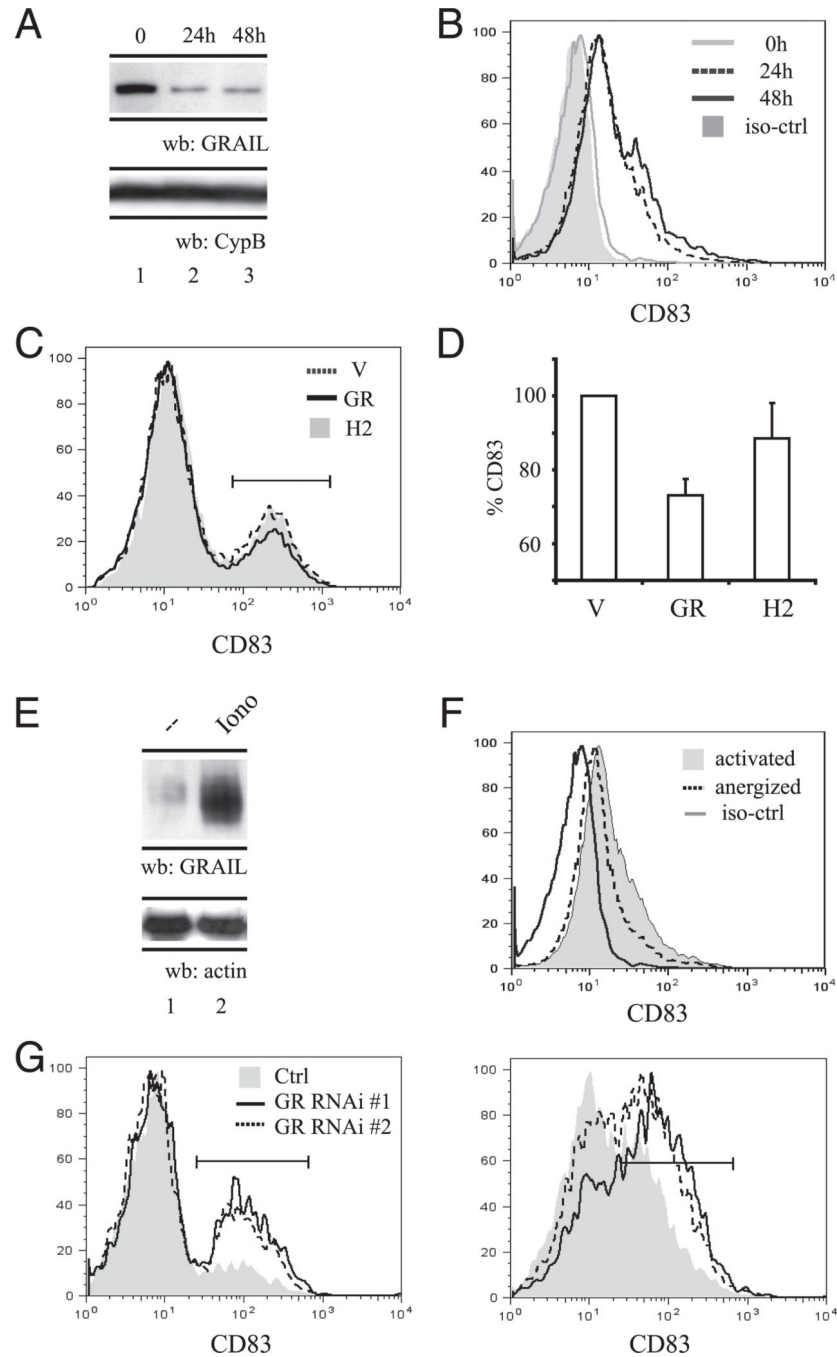 A
0 24h 48h
wb: GRAIL
wb: CypB
1 2 3
B
100
80
60
40
20
0
0h
24h
48h
iso-ctrl
10^0 10^1 10^2 10^3 10^4
CD83
C
100
80
60
40
20
0
V
GR
H2
10^0 10^1 10^2 10^3 10^4
CD83
D
% CD83
100
80
60
V GR H2
E
-- Iono
wb: GRAIL
wb: actin
1 2
F
100
80
60
40
20
0
activated
anergized
iso-ctrl
10^0 10^1 10^2 10^3 10^4
CD83
G
100
80
60
40
20
0
Ctrl
GR RNAi #1
GR RNAi #2
10^0 10^1 10^2 10^3 10^4
CD83
100
80
60
40
20
0
10^0 10^1 10^2 10^3 10^4
CD83